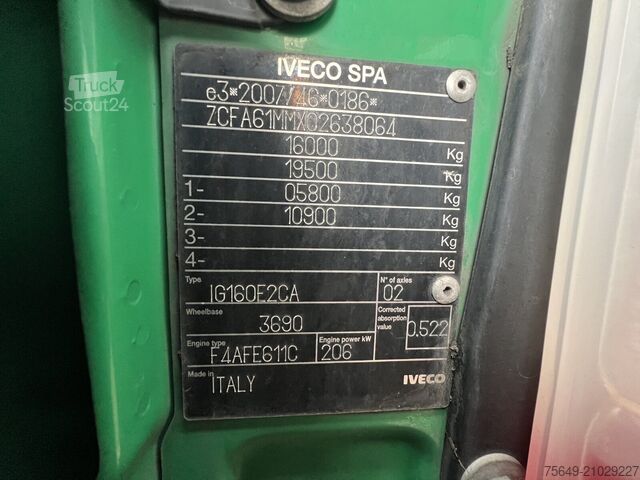 Truck
Scout24
IVECO SPA
e3*2007/46*0186*
ZCFA61MMX02638064
16000 Kg
19500 Kg
1- 05800 Kg
2- 10900 Kg
3- Kg
4- Kg
Type IG160E2CA N° of axles 02
Wheelbase 3690 Corrected absorption value 0.522
Engine type F4AFE611C Engine power kW 206
Made in ITALY IVECO
75649-21029227